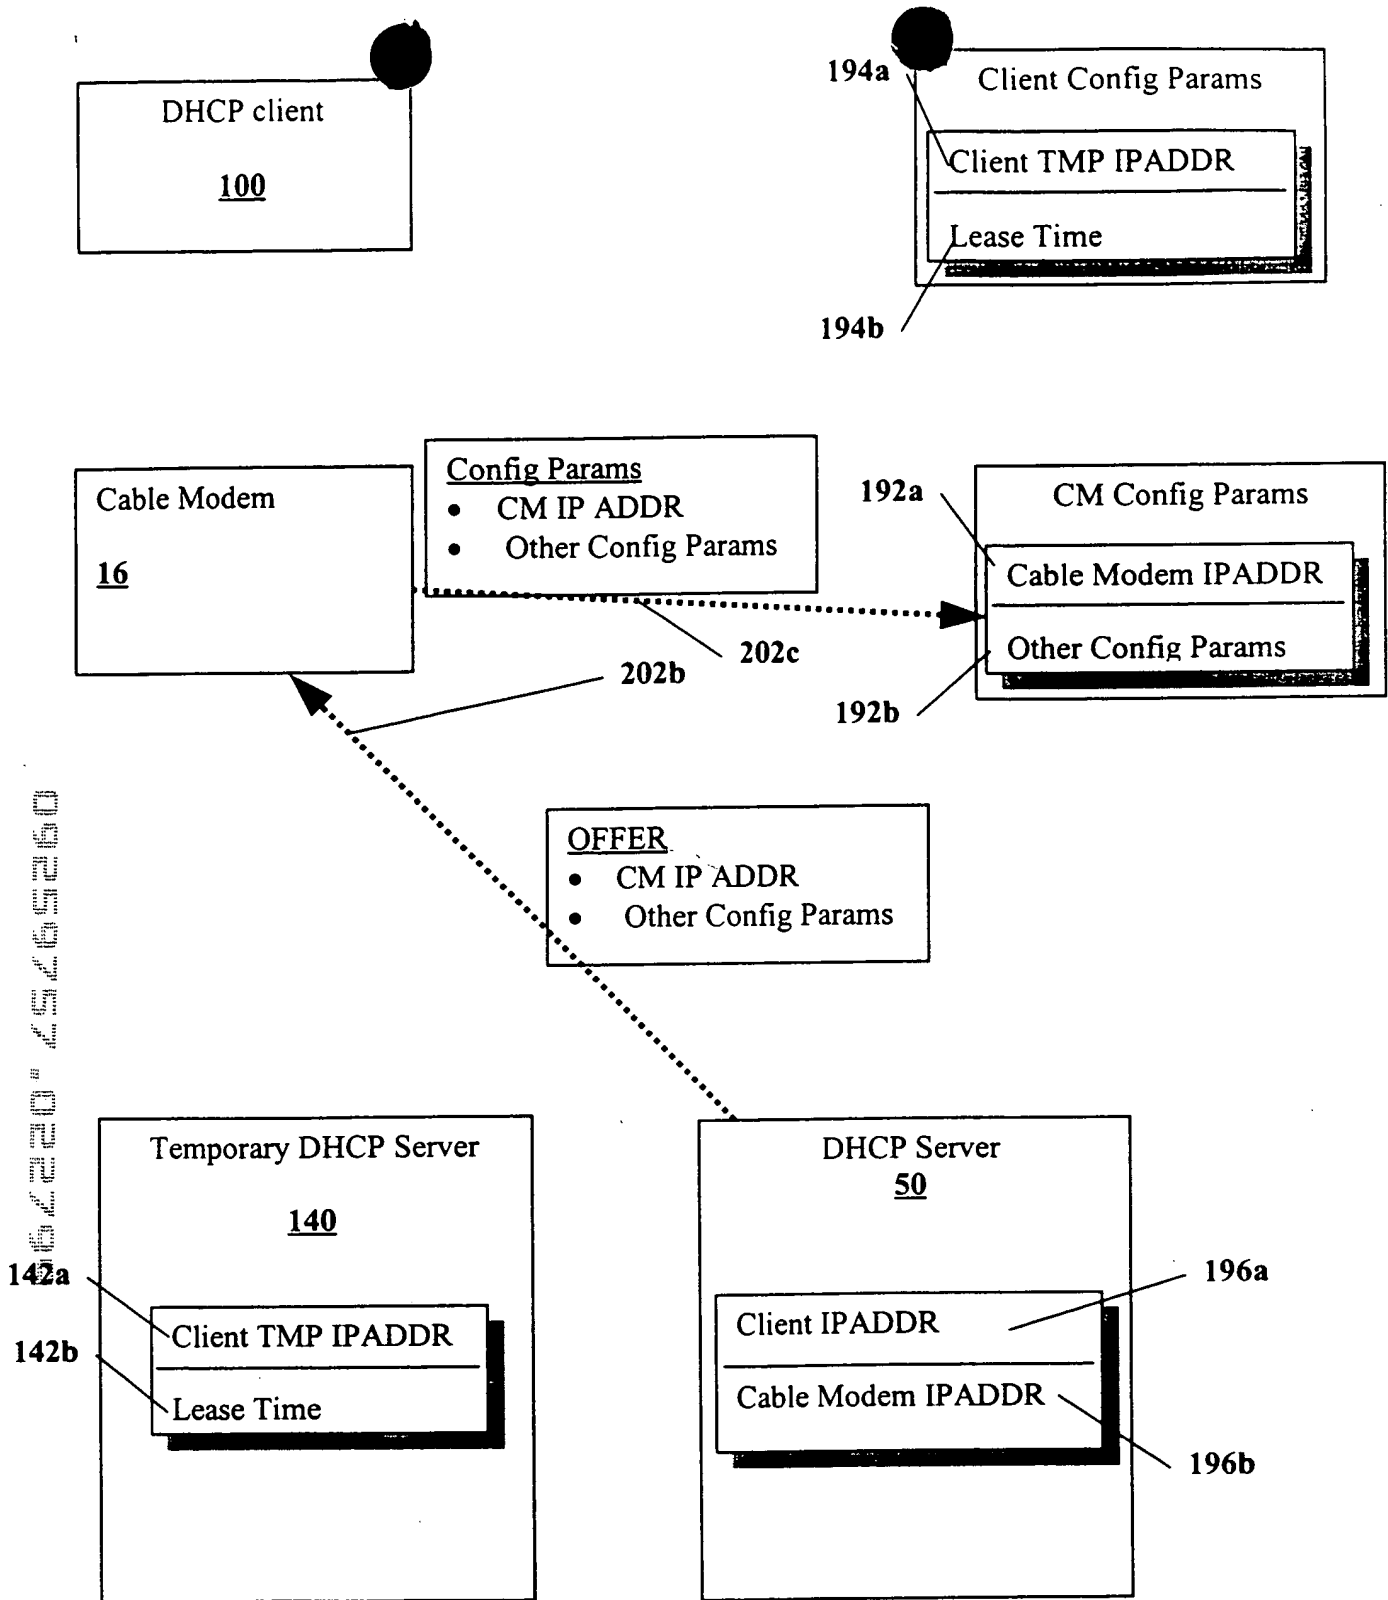 DHCP client
100
194a
Client Config Params
Client TMP IPADDR
Lease Time
194b
Cable Modem
16
Config Params
• CM IP ADDR
• Other Config Params
192a
CM Config Params
Cable Modem IPADDR
Other Config Params
192b
202c
202b
OFFER
• CM IP ADDR
• Other Config Params
09259757.022799
Temporary DHCP Server
140
142a
Client TMP IPADDR
142b
Lease Time
DHCP Server
50
196a
Client IPADDR
Cable Modem IPADDR
196b